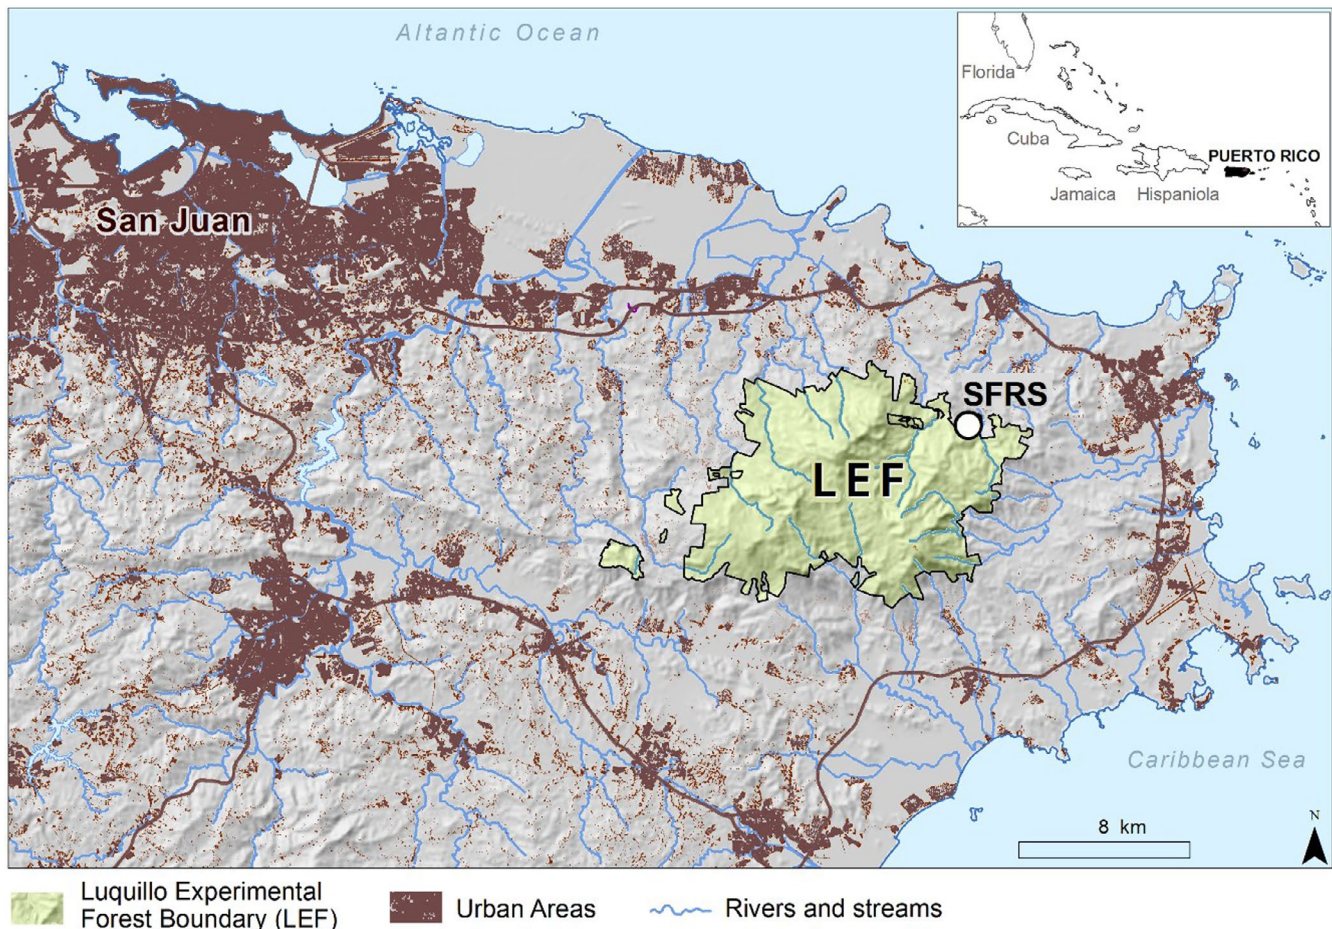 Altantic Ocean
Florida
Cuba
PUERTO RICO
Jamaica
Hispaniola
San Juan
SFRS
LEF
Caribbean Sea
8 km
N
Luquillo Experimental
Forest Boundary (LEF)
Urban Areas
Rivers and streams